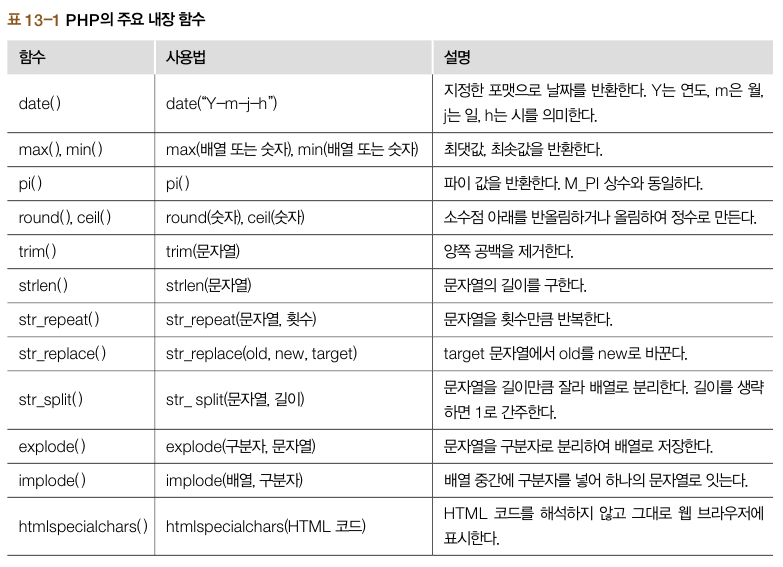 표 13-1 PHP의 주요 내장 함수
함수 사용법 설명
date() date(“Y-m-j-h”) 지정한 포맷으로 날짜를 반환한다. Y는 연도, m은 월,
j는 일, h는 시를 의미한다.
max(), min() max(배열 또는 숫자), min(배열 또는 숫자) 최댓값, 최솟값을 반환한다.
pi() pi() 파이 값을 반환한다. M_PI 상수와 동일하다.
round(), ceil() round(숫자), ceil(숫자) 소수점 아래를 반올림하거나 올림하여 정수로 만든다.
trim() trim(문자열) 양쪽 공백을 제거한다.
strlen() strlen(문자열) 문자열의 길이를 구한다.
str_repeat() str_repeat(문자열, 횟수) 문자열을 횟수만큼 반복한다.
str_replace() str_replace(old, new, target) target 문자열에서 old를 new로 바꾼다.
str_split() str_ split(문자열, 길이) 문자열을 길이만큼 잘라 배열로 분리한다. 길이를 생략
하면 1로 간주한다.
explode() explode(구분자, 문자열) 문자열을 구분자로 분리하여 배열로 저장한다.
implode() implode(배열, 구분자) 배열 중간에 구분자를 넣어 하나의 문자열로 잇는다.
htmlspecialchars() htmlspecialchars(HTML 코드) HTML 코드를 해석하지 않고 그대로 웹 브라우저에
표시한다.